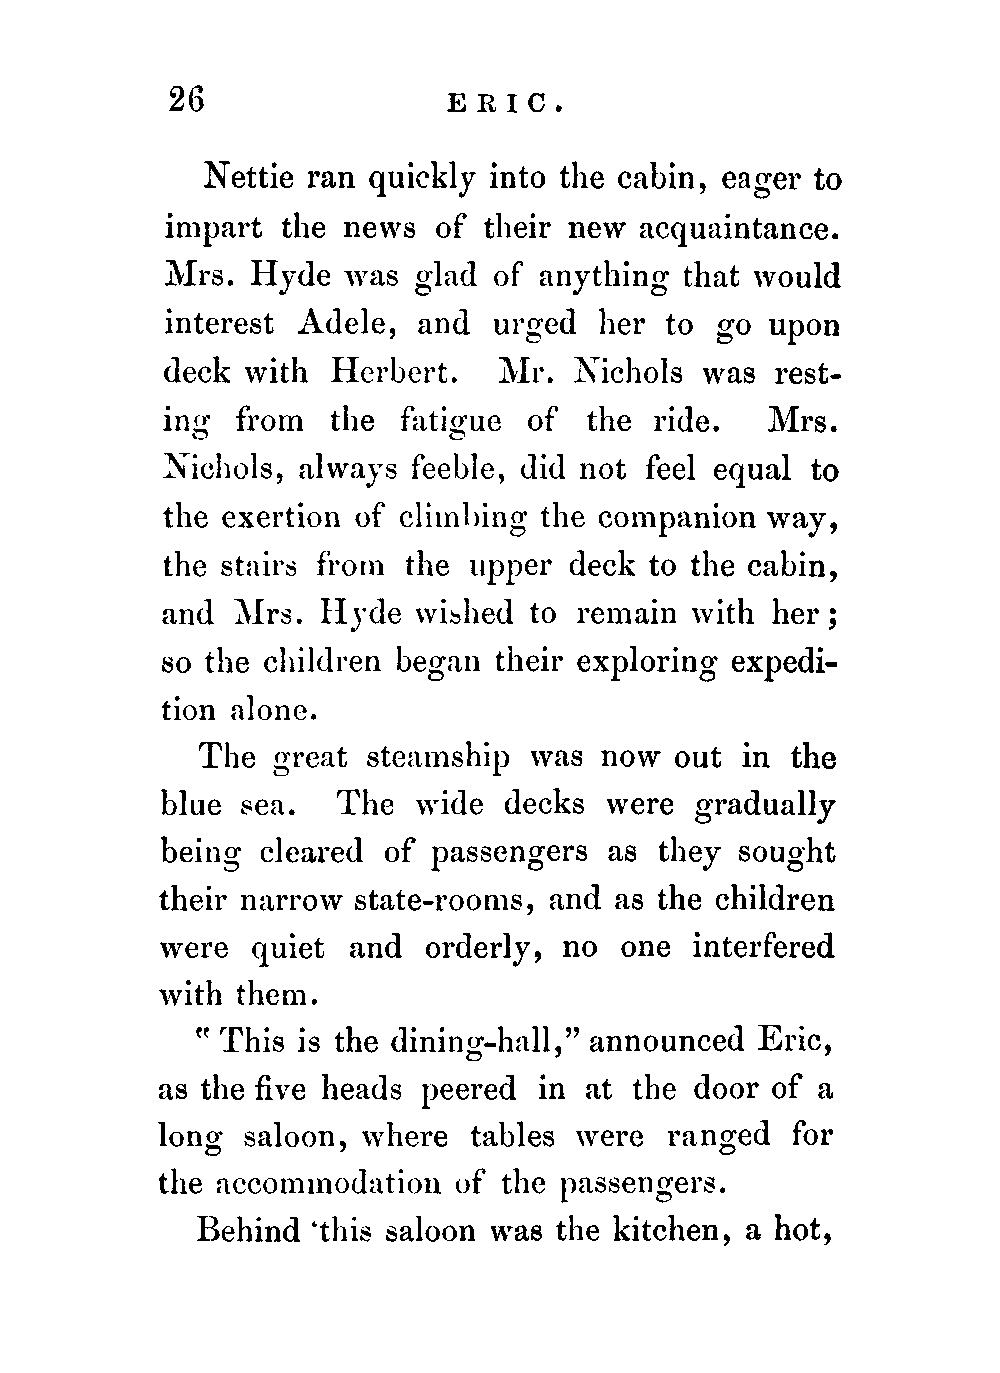 26 ERIC.
Nettie ran quickly into the cabin, eager to
impart the news of their new acquaintance.
Mrs. Hyde was glad of anything that would
interest Adele, and urged her to go upon
deck with Herbert. Mr. Nichols was rest-
ing from the fatigue of the ride. Mrs.
Nichols, always feeble, did not feel equal to
the exertion of climbing the companion way,
the stairs from the upper deck to the cabin,
and Mrs. Hyde wished to remain with her;
so the children began their exploring expedi-
tion alone.
The great steamship was now out in the
blue sea. The wide decks were gradually
being cleared of passengers as they sought
their narrow state-rooms, and as the children
were quiet and orderly, no one interfered
with them.
"This is the dining-hall," announced Eric,
as the five heads peered in at the door of a
long saloon, where tables were ranged for
the accommodation of the passengers.
Behind 'this saloon was the kitchen, a hot,